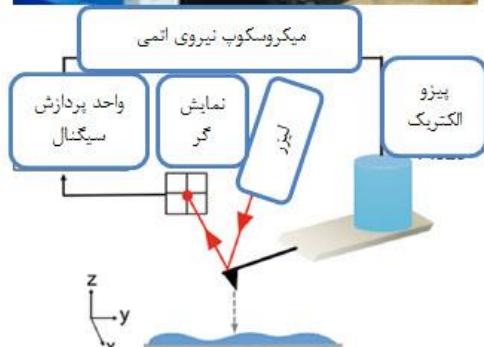 میکروسکوپ نیروی اتمی
پیزو
الکتریک
نمایش
گر
واحد پردازش
سیگنال
لیزر
z
y
x